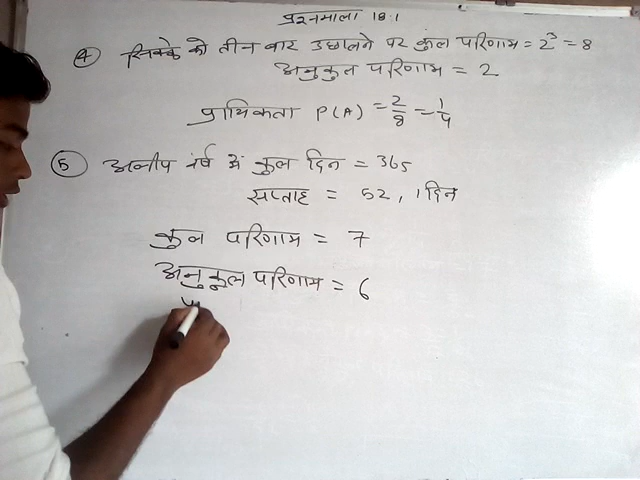 प्रश्नमाला 18.1
④ सिक्के को तीन बार उछालने पर कुल परिणाम = 2³ = 8
अनुकुल परिणाम = 2
प्रायिकता P(A) = 2/8 = 1/4
⑤ अलीप वर्ष में कुल दिन = 365
सप्ताह = 52, 1 दिन
कुल परिणाम = 7
अनुकूल परिणाम = 6